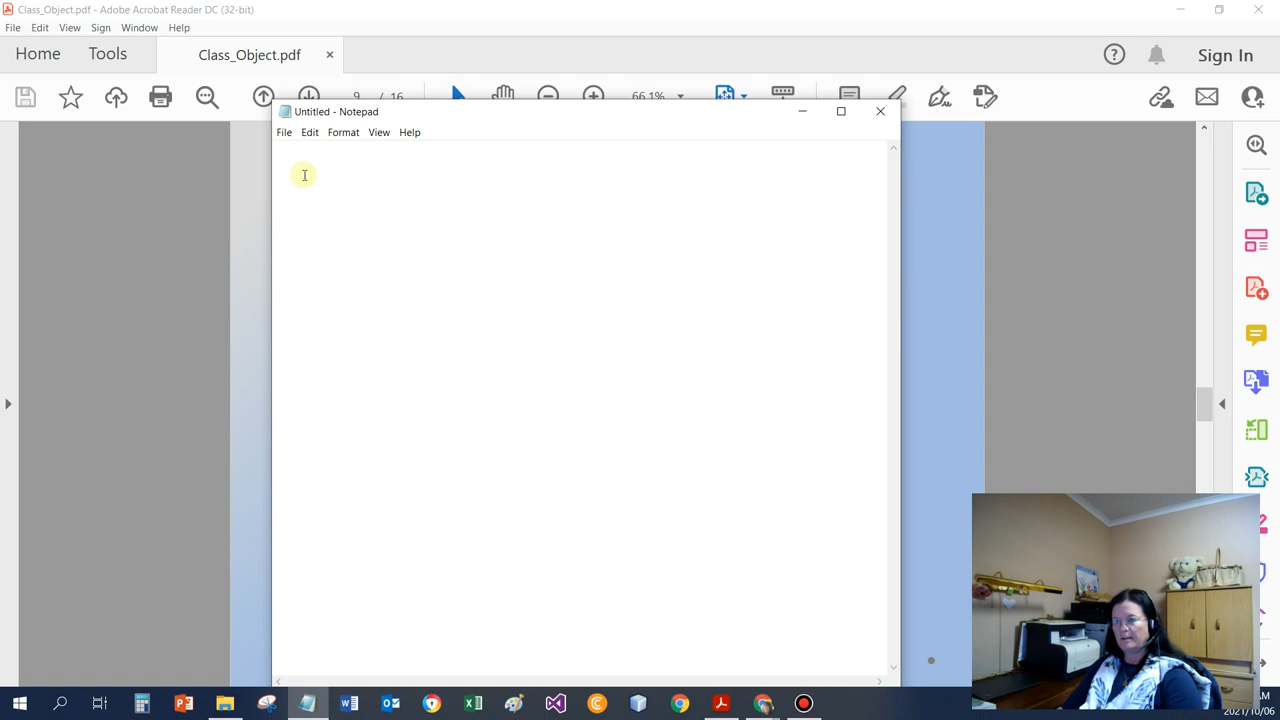 Class_Object.pdf - Adobe Acrobat Reader DC (32-bit)
File Edit View Sign Window Help
Home Tools Class_Object.pdf × Sign In
9 / 16 66.1%
Untitled - Notepad
File Edit Format View Help
AM
2021/10/06